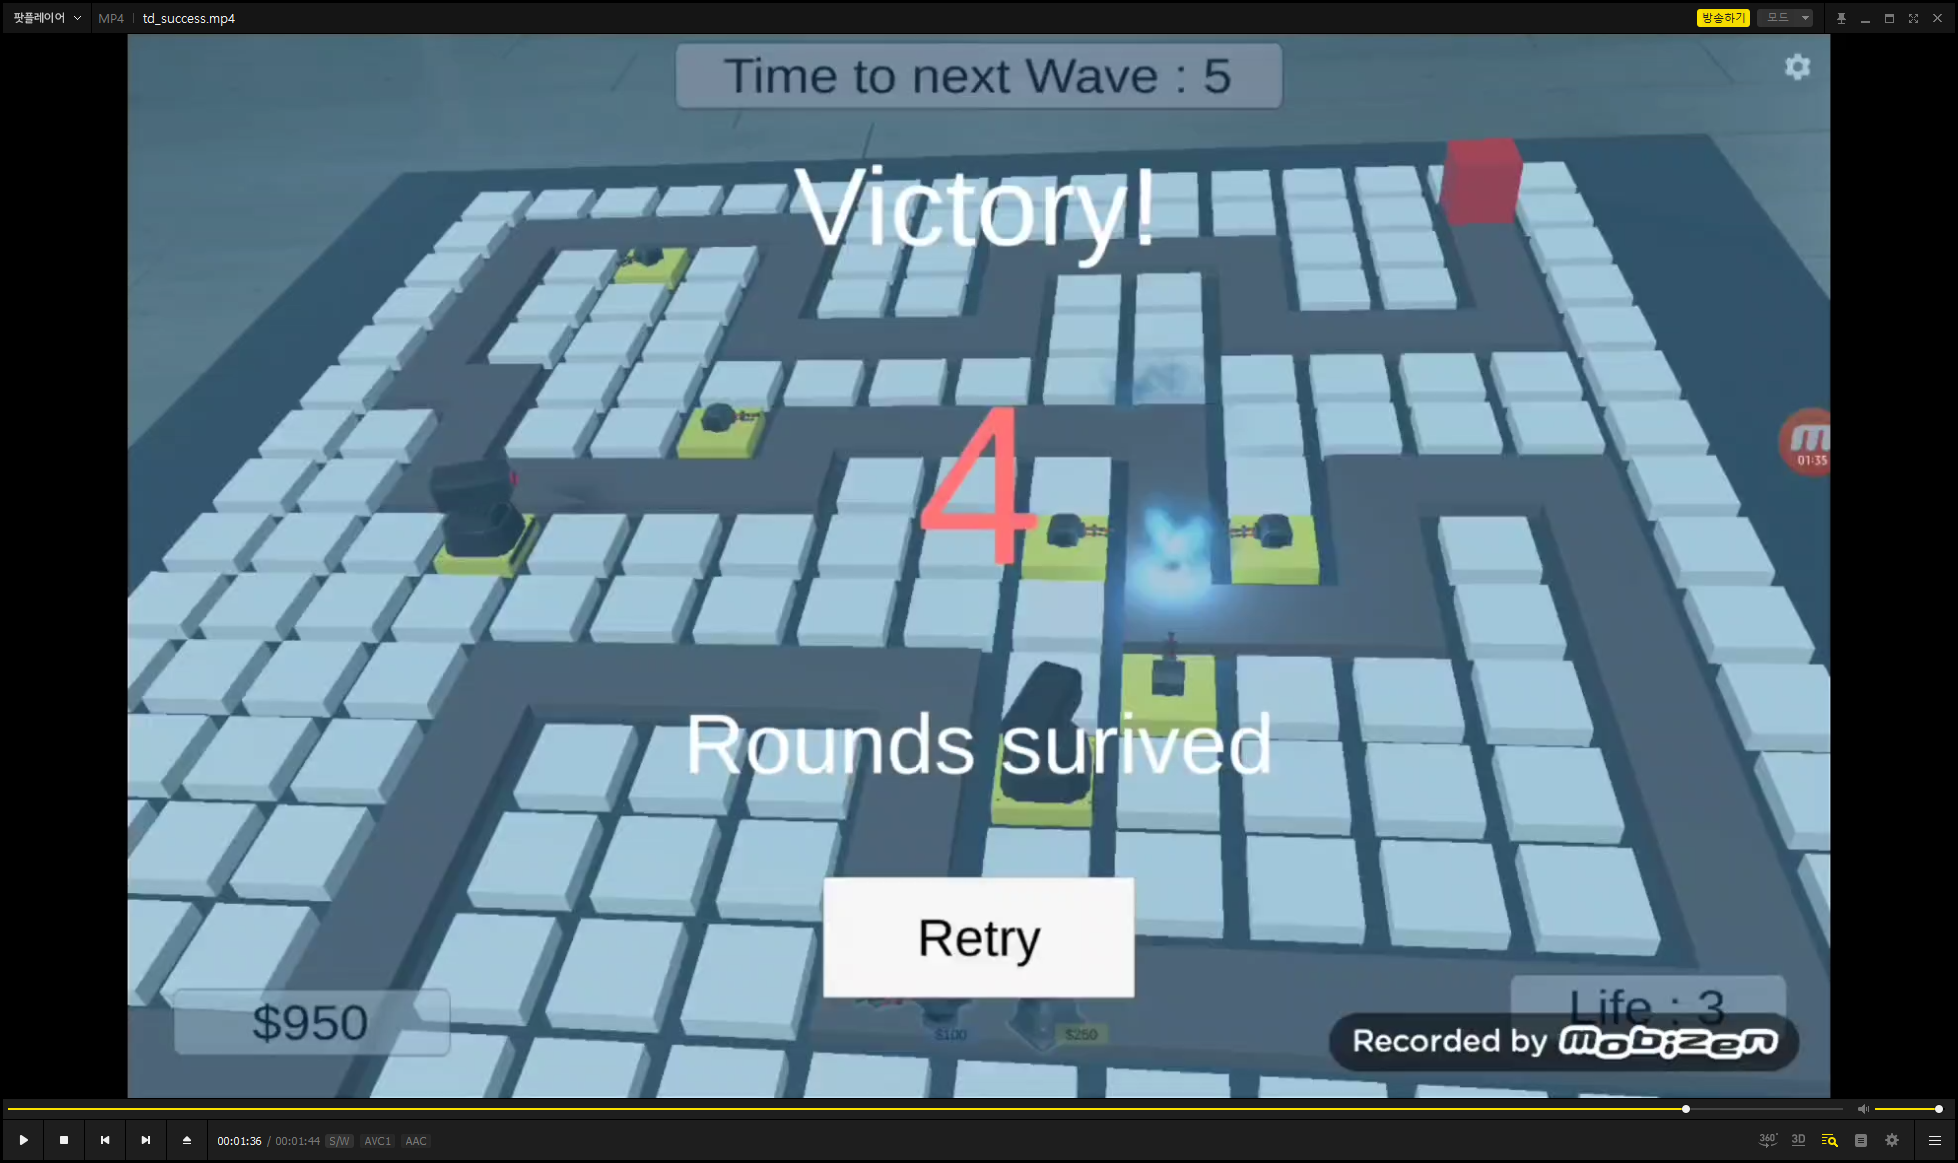 팟플레이어 MP4 td_success.mp4 방송하기 모드
Time to next Wave : 5
Victory!
4
01:35
Rounds surived
Retry
$950
$100 $250
Life : 3
Recorded by mobizen
00:01:36 / 00:01:44 S/W AVC1 AAC 360° 3D